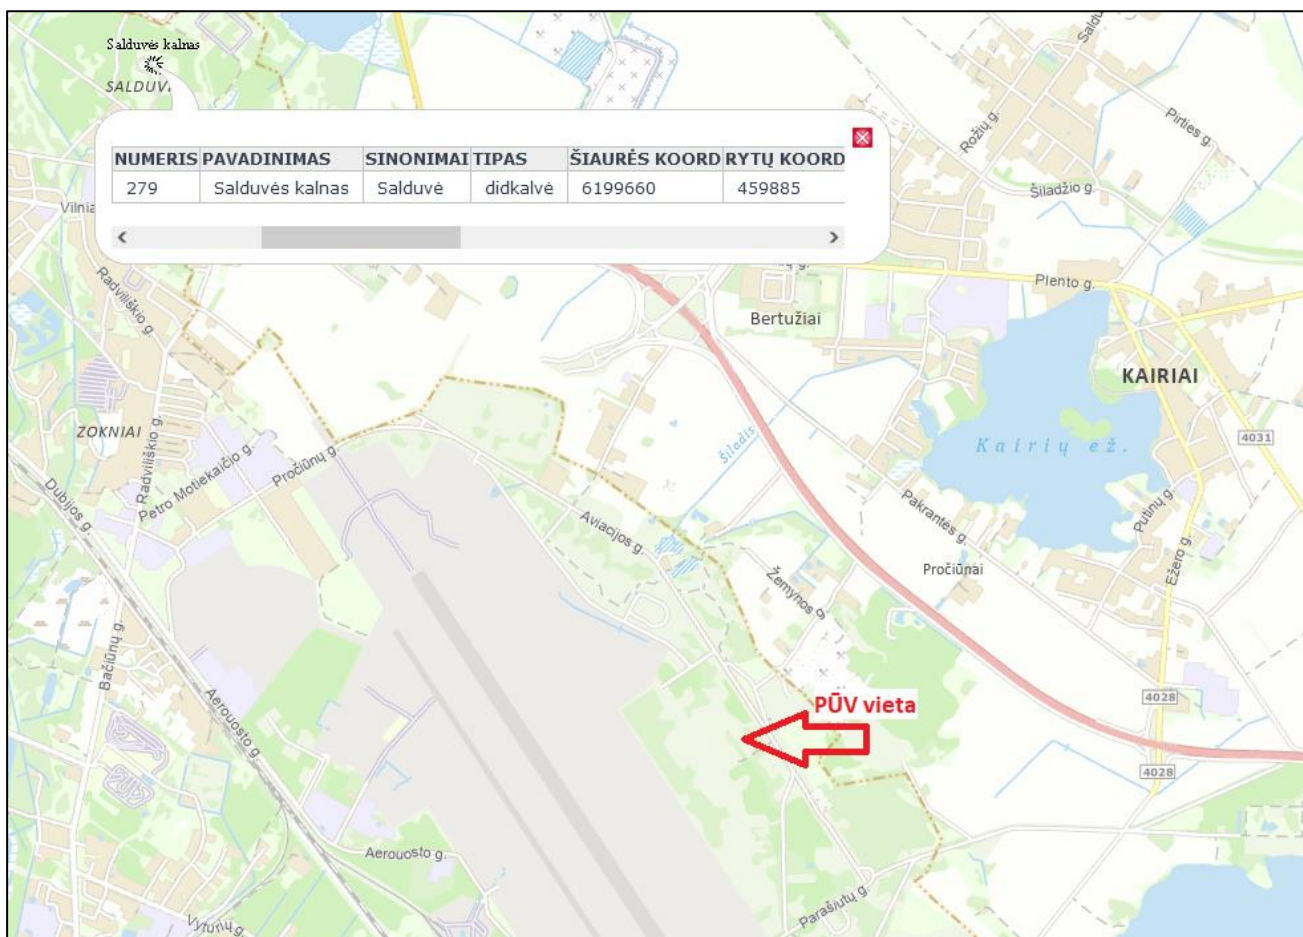 Salduvės kalnas
NUMERIS PAVADINIMAS SINONIMAI TIPAS ŠIAURĖS KOORD RYTŲ KOORD
279 Salduvės kalnas Salduvė didkalvė 6199660 459885
Pirties g.
Rožių g.
Šiladžio g.
Plento g.
Radviliškio g.
Bertužiai
KAIRIAI
Kairių ež.
4031
ZOKNIAI
Šiladis
Radviliškio g.
Petro Motiekaičio g.
Pročiūnų g.
Dubijos g.
Aviacijos g.
Pakrantės g.
Putinų g.
Ežero g.
Pročiūnai
Žemynos g.
Bačiūnų g.
Aerouosto g.
PŪV vieta
4028
4028
Aerouosto g.
Parašiutų g.
Vyturių g.